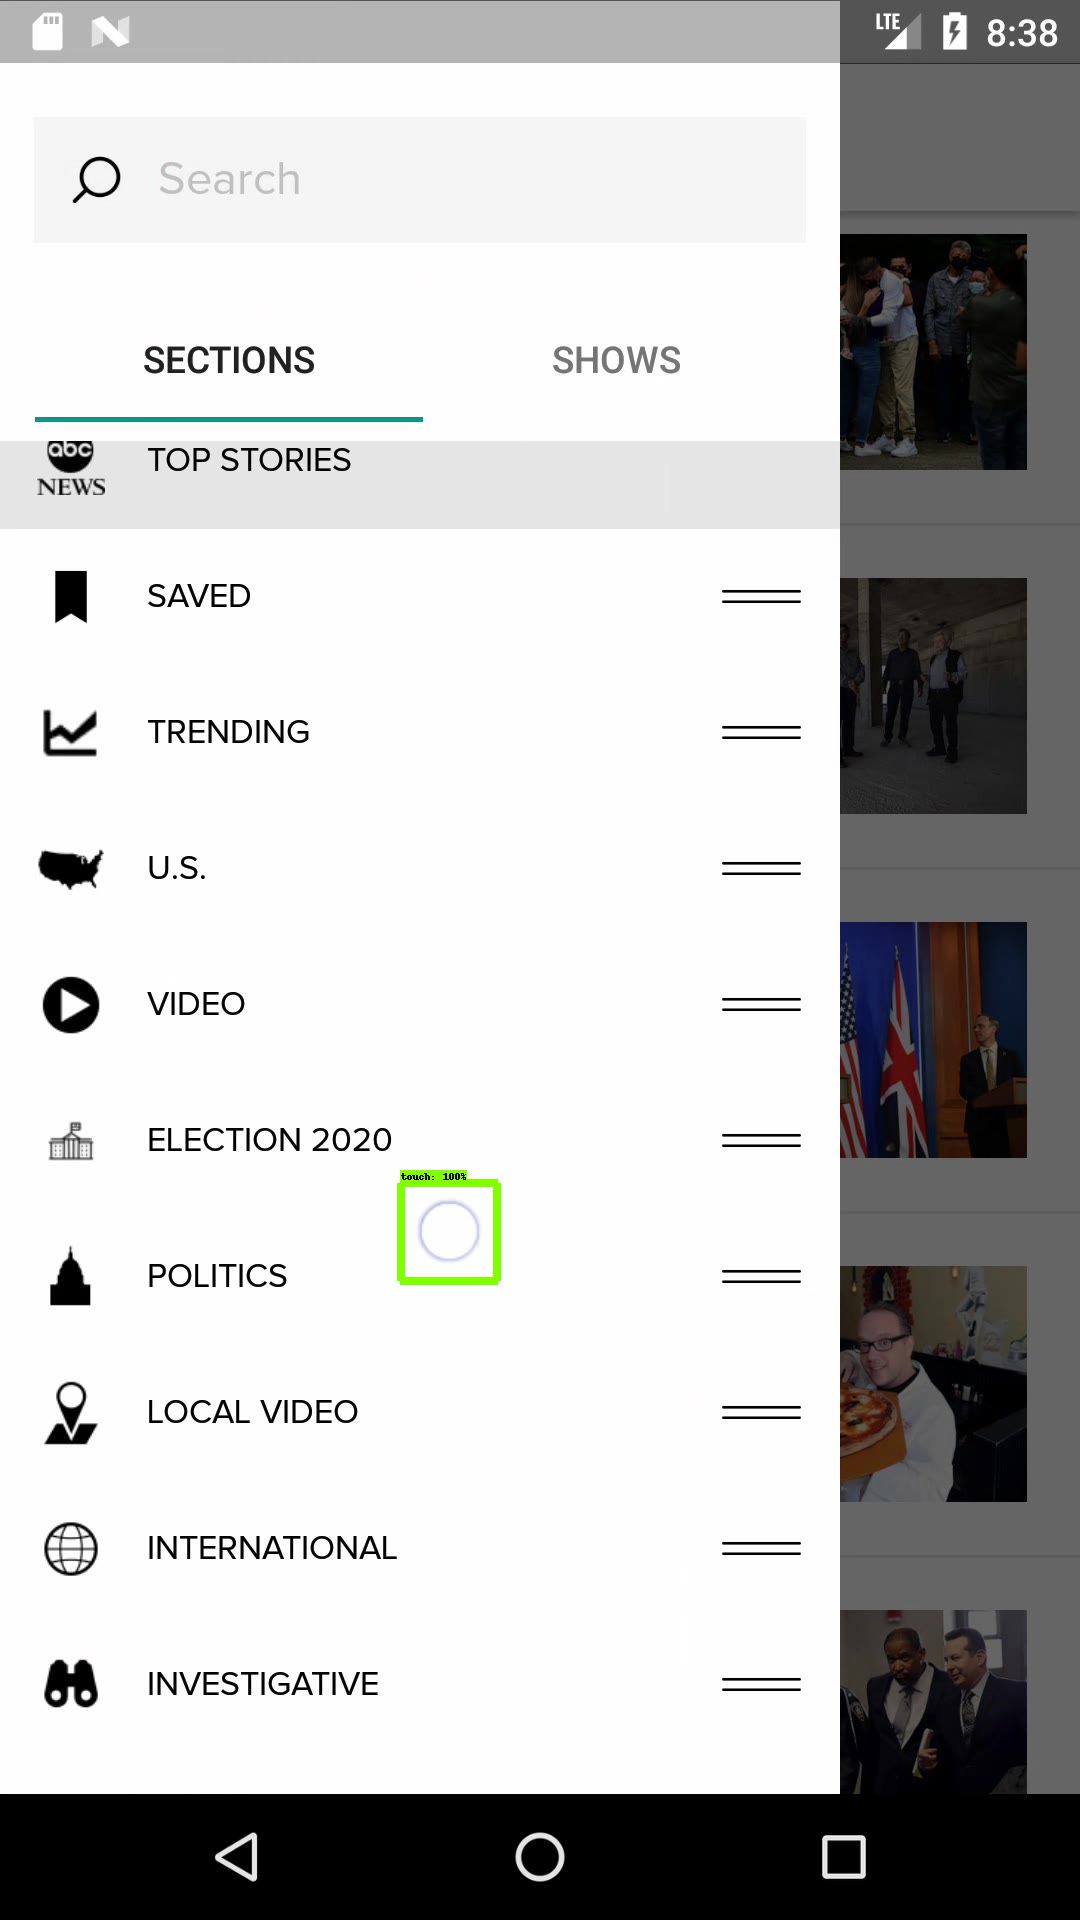 LTE 8:38
Search
SECTIONS SHOWS
abc NEWS TOP STORIES
SAVED
TRENDING
U.S.
VIDEO
ELECTION 2020
touch: 100%
POLITICS
LOCAL VIDEO
INTERNATIONAL
INVESTIGATIVE